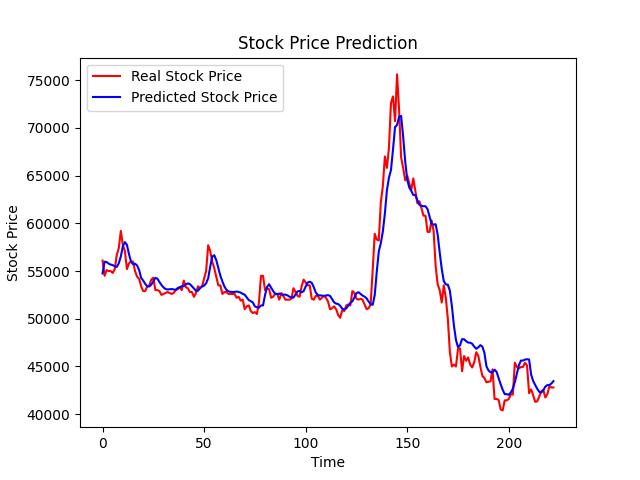 Stock Price Prediction
Real Stock Price
Predicted Stock Price
Stock Price
75000
70000
65000
60000
55000
50000
45000
40000
0 50 100 150 200
Time